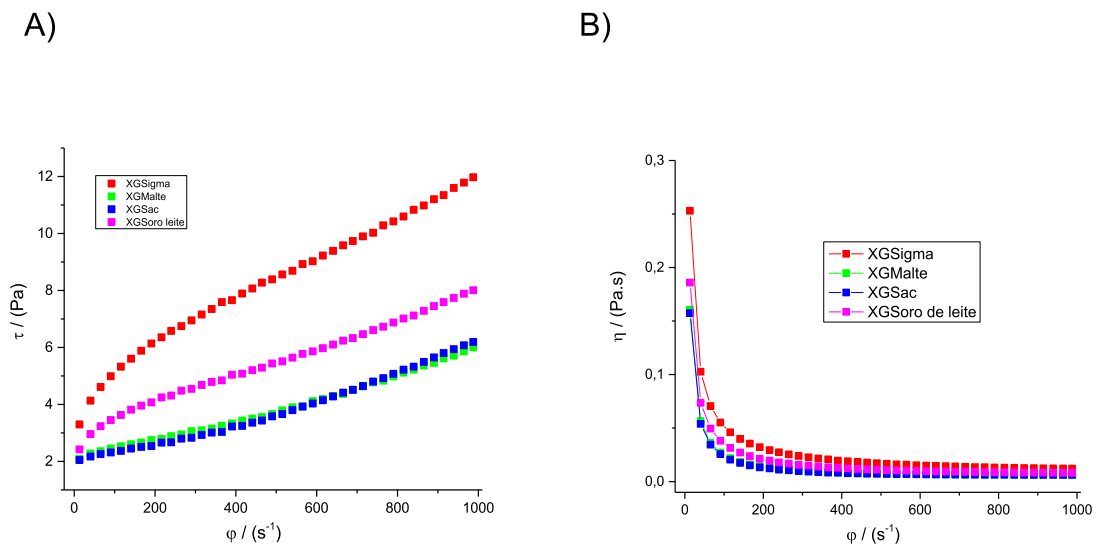 A)
B)
12
10
8
6
4
2
0
200
400
600
800
1000
τ / (Pa)
φ / (s⁻¹)
XGSigma
XGMalte
XGSac
XGSoro leite
0,3
0,2
0,1
0,0
0
200
400
600
800
1000
η / (Pa.s)
φ / (s⁻¹)
XGSigma
XGMalte
XGSac
XGSoro de leite